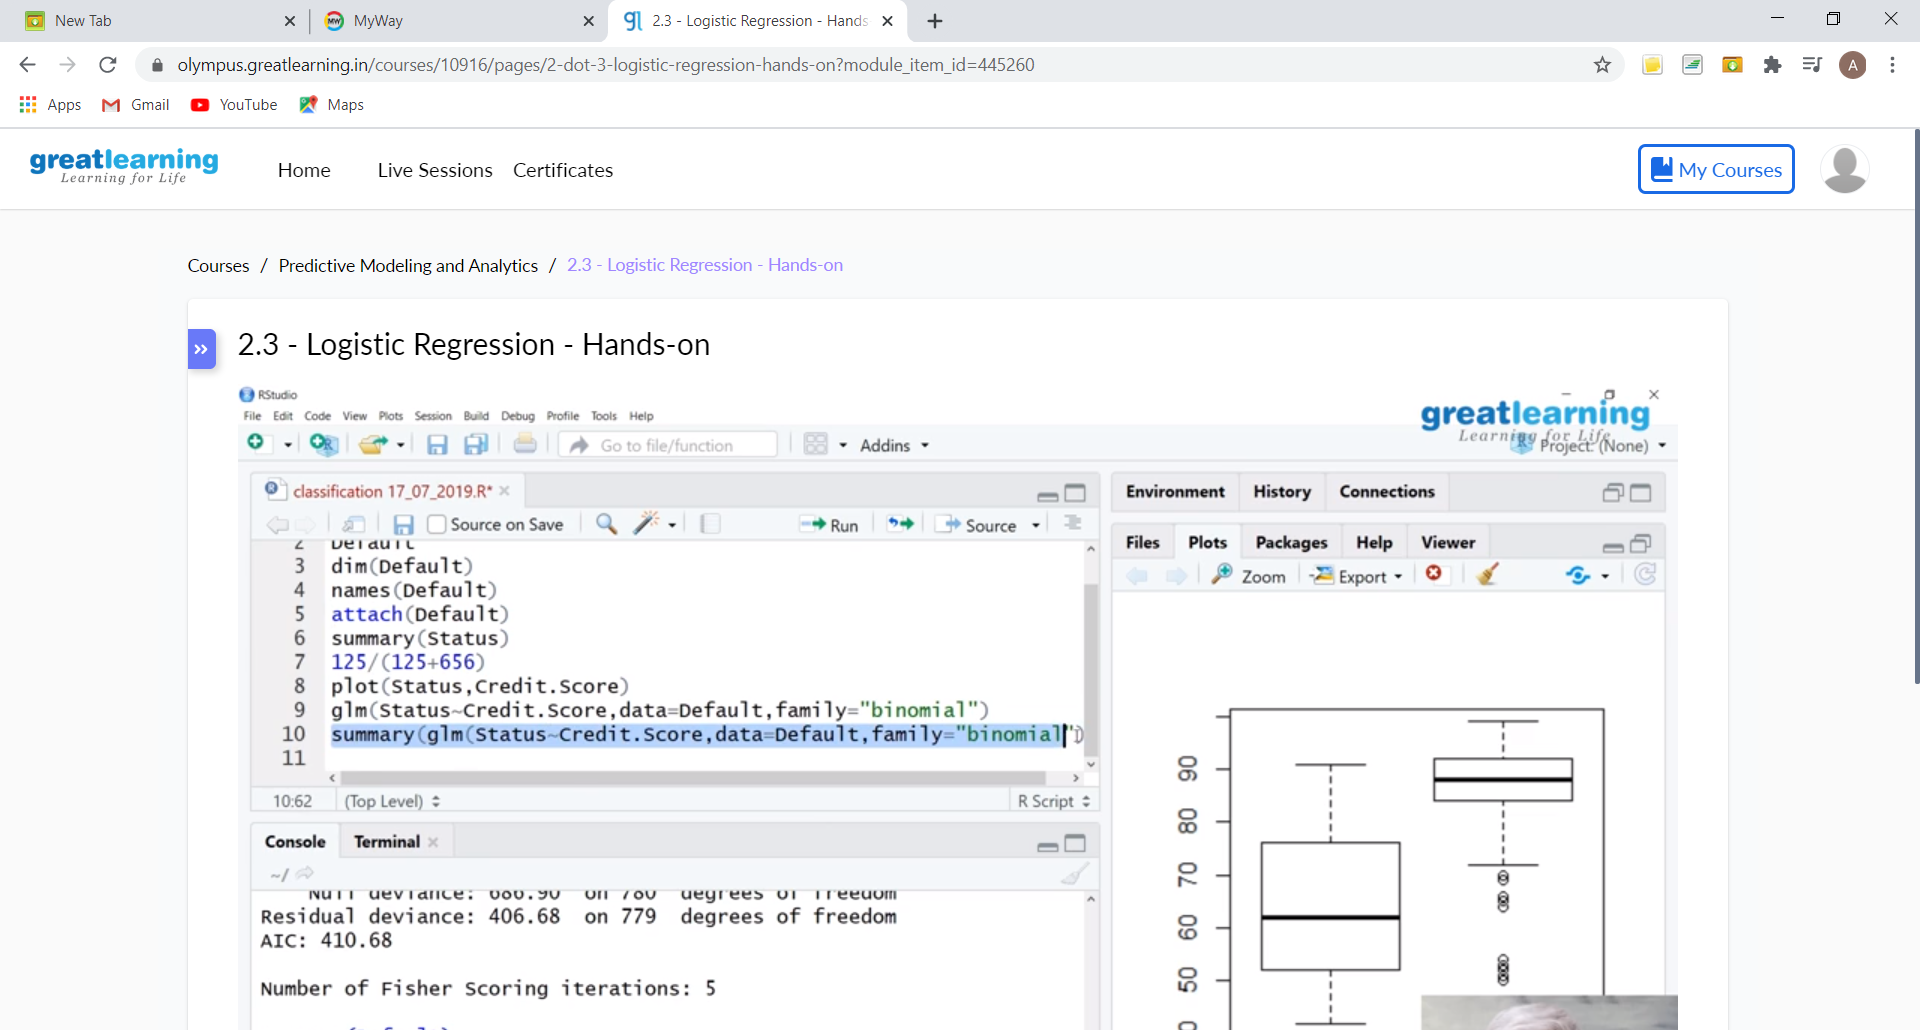 New Tab
MyWay
2.3 - Logistic Regression - Hands
olympus.greatlearning.in/courses/10916/pages/2-dot-3-logistic-regression-hands-on?module_item_id=445260
A
Apps Gmail YouTube Maps
greatlearning
Learning for Life
Home Live Sessions Certificates
My Courses
Courses / Predictive Modeling and Analytics / 2.3 - Logistic Regression - Hands-on
2.3 - Logistic Regression - Hands-on
RStudio
File Edit Code View Plots Session Build Debug Profile Tools Help
greatlearning
Learning for Life
Go to file/function Addins Project: (None)
classification 17_07_2019.R*
Environment History Connections
Source on Save Run Source
Files Plots Packages Help Viewer
Zoom Export
2 Default
3 dim(Default)
4 names(Default)
5 attach(Default)
6 summary(Status)
7 125/(125+656)
8 plot(Status,Credit.Score)
9 glm(Status~Credit.Score,data=Default,family="binomial")
10 summary(glm(Status~Credit.Score,data=Default,family="binomial")
11
10:62 (Top Level) R Script
Console Terminal
~/
Null deviance: 686.90 on 780 degrees of freedom
Residual deviance: 406.68 on 779 degrees of freedom
AIC: 410.68
Number of Fisher Scoring iterations: 5
90
80
70
60
50